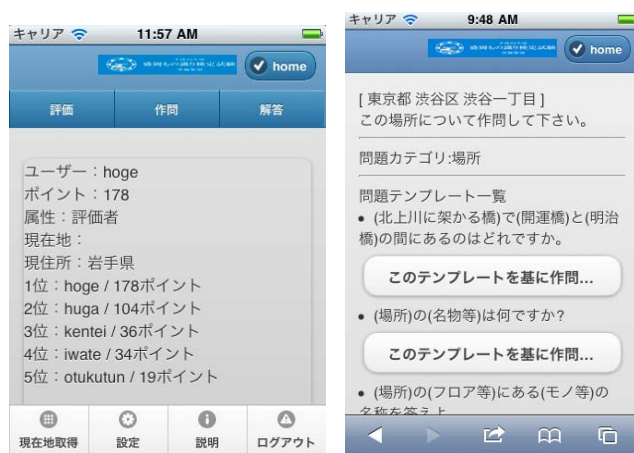 キャリア 11:57 AM
home
評価 作問 解答
ユーザー：hoge
ポイント：178
属性：評価者
現在地：
現住所：岩手県
1位：hoge / 178ポイント
2位：huga / 104ポイント
3位：kentei / 36ポイント
4位：iwate / 34ポイント
5位：otukutun / 19ポイント
現在地取得 設定 説明 ログアウト
キャリア 9:48 AM
home
[ 東京都 渋谷区 渋谷一丁目 ]
この場所について作問して下さい。
問題カテゴリ:場所
問題テンプレート一覧
• (北上川に架かる橋)で(開運橋)と(明治
橋)の間にあるのはどれですか。
このテンプレートを基に作問...
• (場所)の(名物等)は何ですか?
このテンプレートを基に作問...
• (場所)の(フロア等)にある(モノ等)の
名称を答えよ